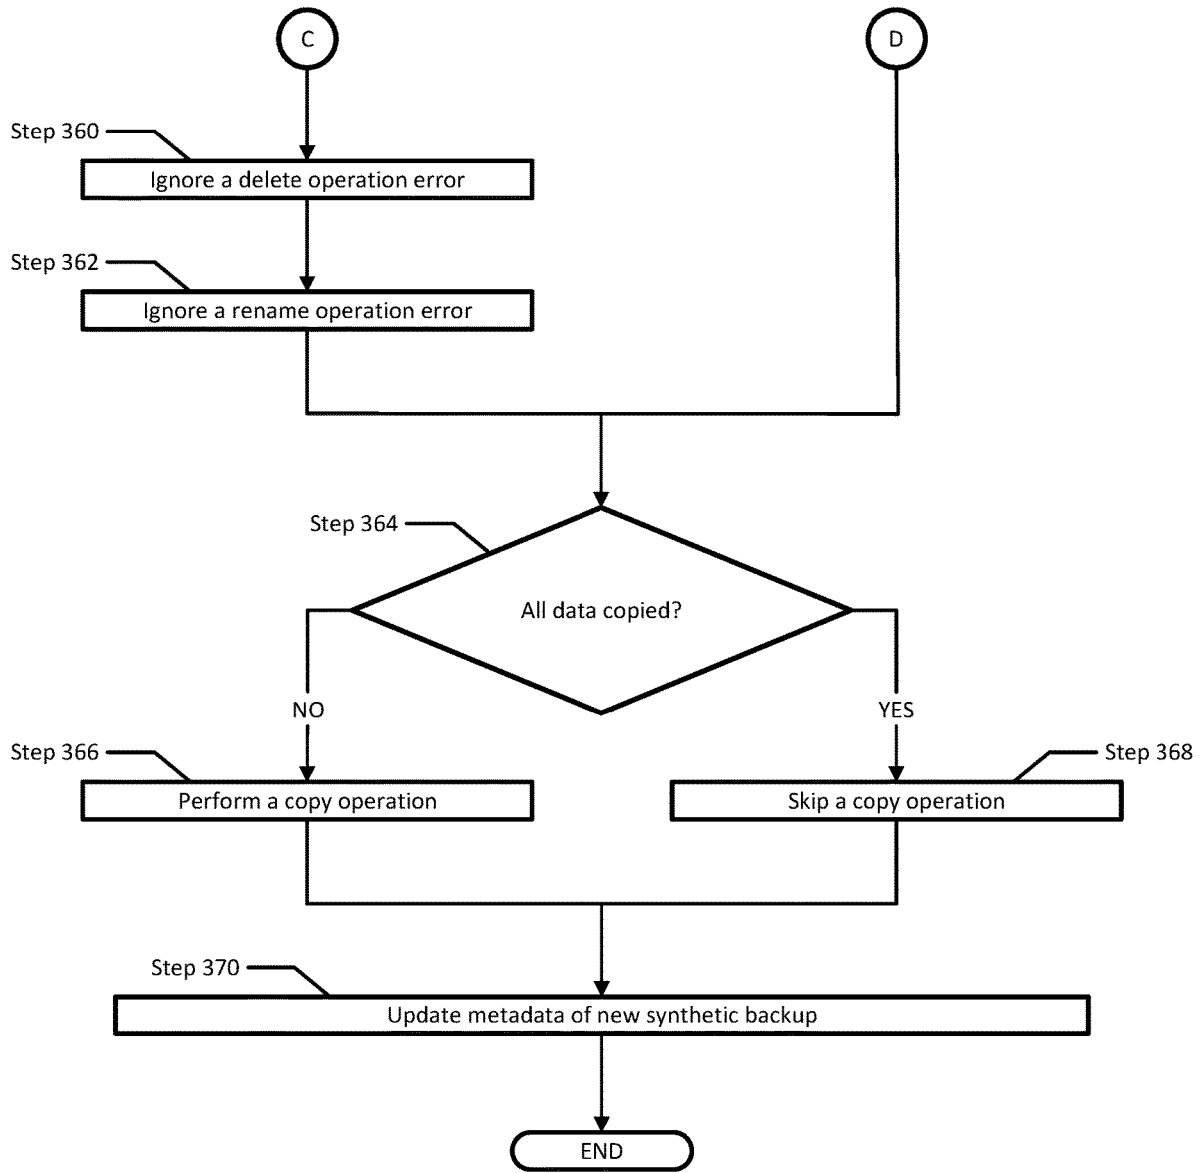 C
D
Step 360
Ignore a delete operation error
Step 362
Ignore a rename operation error
Step 364
All data copied?
NO
YES
Step 366
Step 368
Perform a copy operation
Skip a copy operation
Step 370
Update metadata of new synthetic backup
END